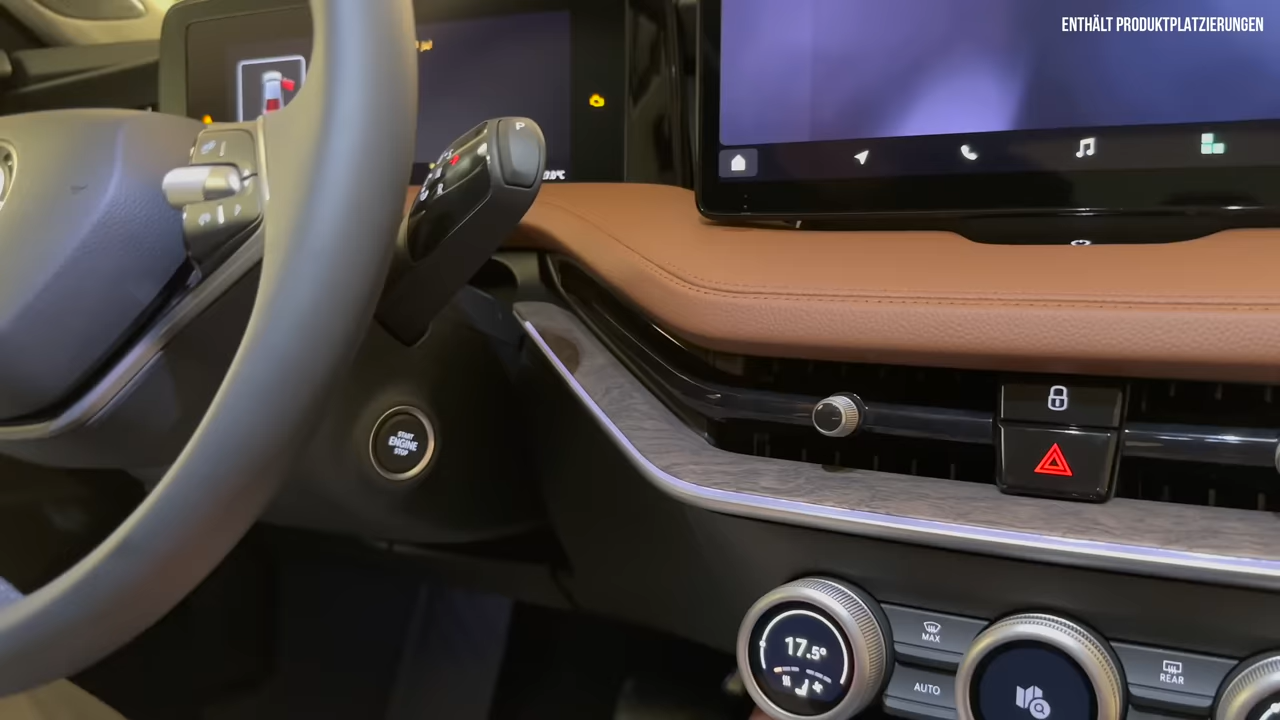 ENTHÄLT PRODUKTPLATZIERUNGEN
P
R
START
ENGINE
STOP
17.5°
MAX
AUTO
REAR